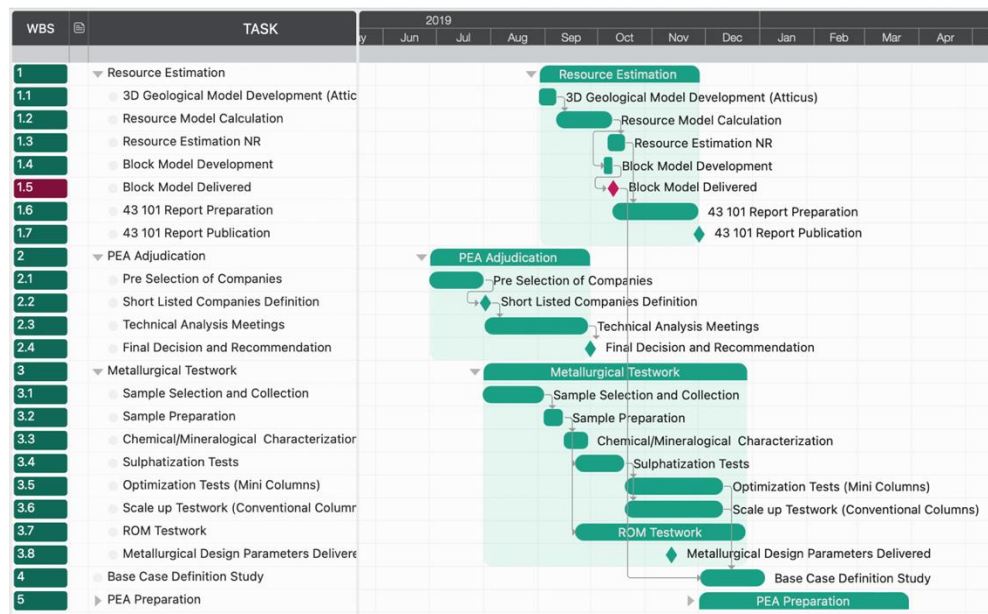 WBS TASK 2019
y Jun Jul Aug Sep Oct Nov Dec Jan Feb Mar Apr
1 Resource Estimation Resource Estimation
1.1 3D Geological Model Development (Attic 3D Geological Model Development (Atticus)
1.2 Resource Model Calculation Resource Model Calculation
1.3 Resource Estimation NR Resource Estimation NR
1.4 Block Model Development Block Model Development
1.5 Block Model Delivered Block Model Delivered
1.6 43 101 Report Preparation 43 101 Report Preparation
1.7 43 101 Report Publication 43 101 Report Publication
2 PEA Adjudication PEA Adjudication
2.1 Pre Selection of Companies Pre Selection of Companies
2.2 Short Listed Companies Definition Short Listed Companies Definition
2.3 Technical Analysis Meetings Technical Analysis Meetings
2.4 Final Decision and Recommendation Final Decision and Recommendation
3 Metallurgical Testwork Metallurgical Testwork
3.1 Sample Selection and Collection Sample Selection and Collection
3.2 Sample Preparation Sample Preparation
3.3 Chemical/Mineralogical Characterization Chemical/Mineralogical Characterization
3.4 Sulphatization Tests Sulphatization Tests
3.5 Optimization Tests (Mini Columns) Optimization Tests (Mini Columns)
3.6 Scale up Testwork (Conventional Column Scale up Testwork (Conventional Columns)
3.7 ROM Testwork ROM Testwork
3.8 Metallurgical Design Parameters Delivere Metallurgical Design Parameters Delivered
4 Base Case Definition Study Base Case Definition Study
5 PEA Preparation PEA Preparation